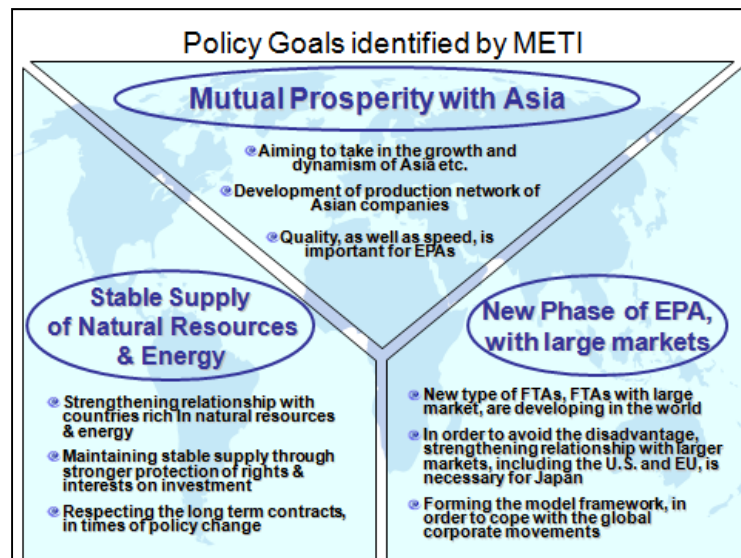 Policy Goals identified by METI
Mutual Prosperity with Asia
Aiming to take in the growth and
dynamism of Asia etc.
Development of production network of
Asian companies
Quality, as well as speed, is
important for EPAs
Stable Supply
of Natural Resources
& Energy
Strengthening relationship with
countries rich in natural resources
& energy
Maintaining stable supply through
stronger protection of rights &
interests on investment
Respecting the long term contracts,
in times of policy change
New Phase of EPA,
with large markets
New type of FTAs, FTAs with large
market, are developing in the world
In order to avoid the disadvantage,
strengthening relationship with larger
markets, including the U.S. and EU, is
necessary for Japan
Forming the model framework, in
order to cope with the global
corporate movements